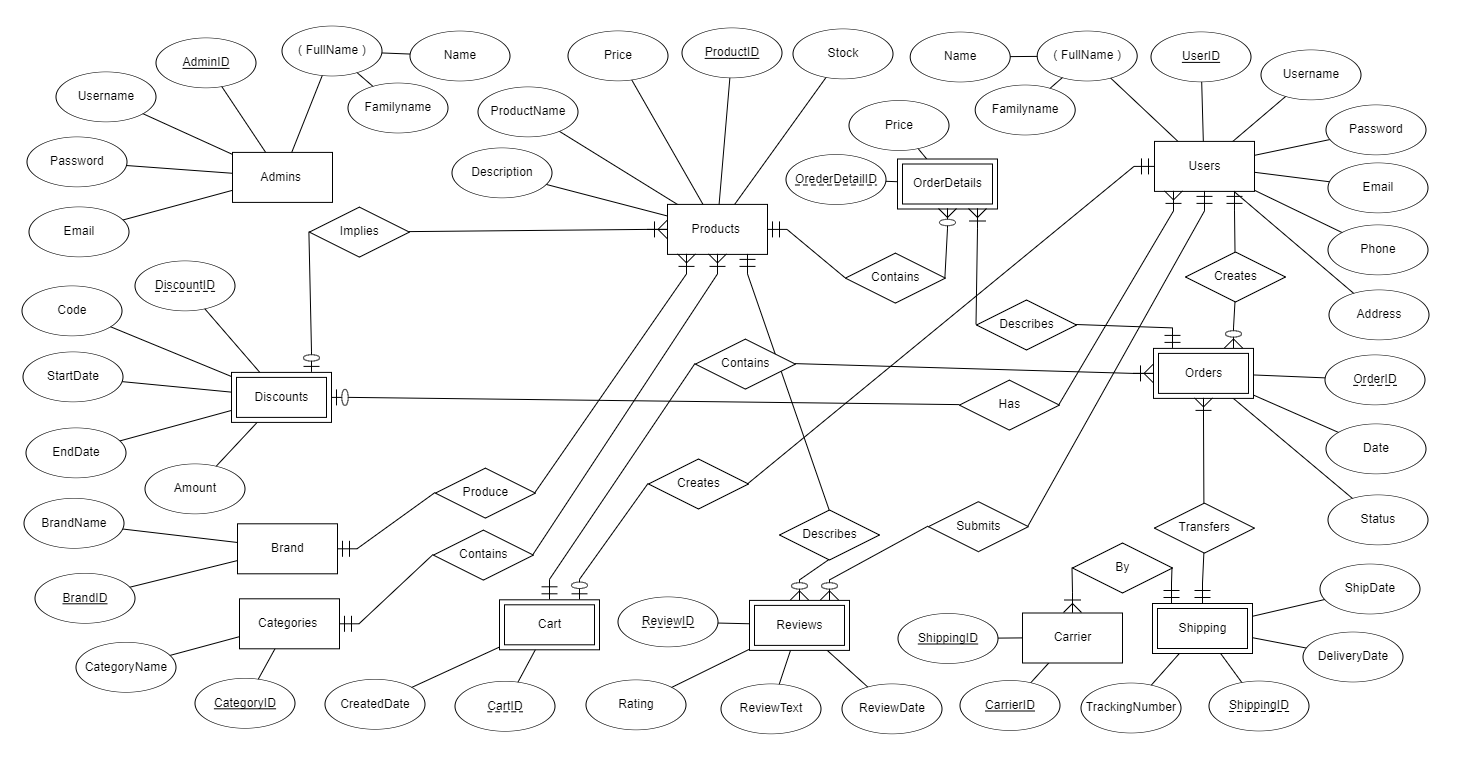 ( FullName )
Name
AdminID
Familyname
Username
Password
Admins
Email
Price
ProductID
Stock
ProductName
Description
Products
Name
( FullName )
UserID
Username
Familyname
Price
OrederDetailID
OrderDetails
Password
Users
Email
Phone
Address
Implies
Contains
Creates
DiscountID
Code
StartDate
Discounts
EndDate
Amount
Describes
Contains
Orders
OrderID
Has
Date
Status
BrandName
Produce
Creates
Brand
Contains
Describes
Submits
Transfers
By
BrandID
ShipDate
Categories
Cart
ReviewID
Reviews
ShippingID
Carrier
Shipping
DeliveryDate
CategoryName
CategoryID
CreatedDate
CartID
Rating
ReviewText
ReviewDate
CarrierID
TrackingNumber
ShippingID